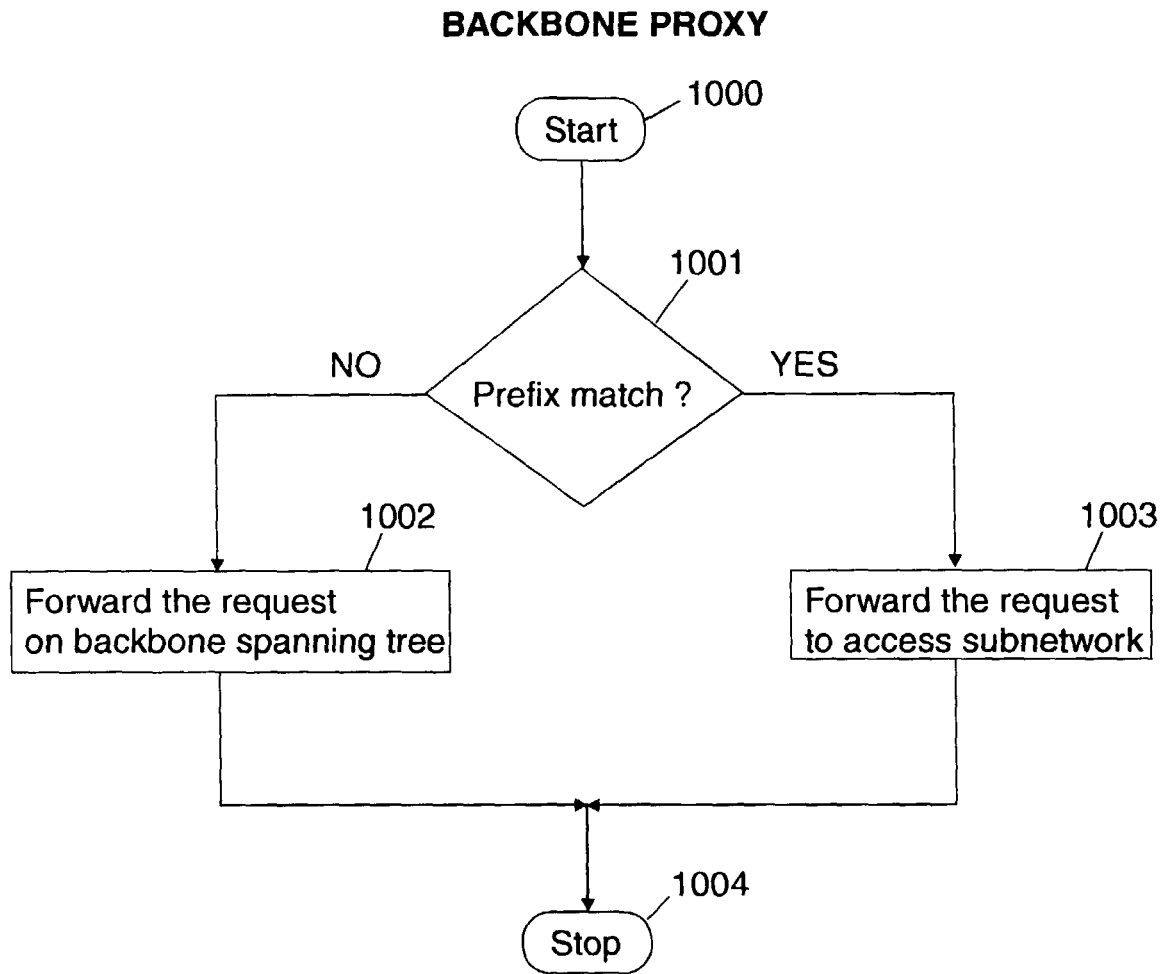 BACKBONE PROXY
1000
Start
1001
NO
YES
Prefix match ?
1002
1003
Forward the request
on backbone spanning tree
Forward the request
to access subnetwork
1004
Stop